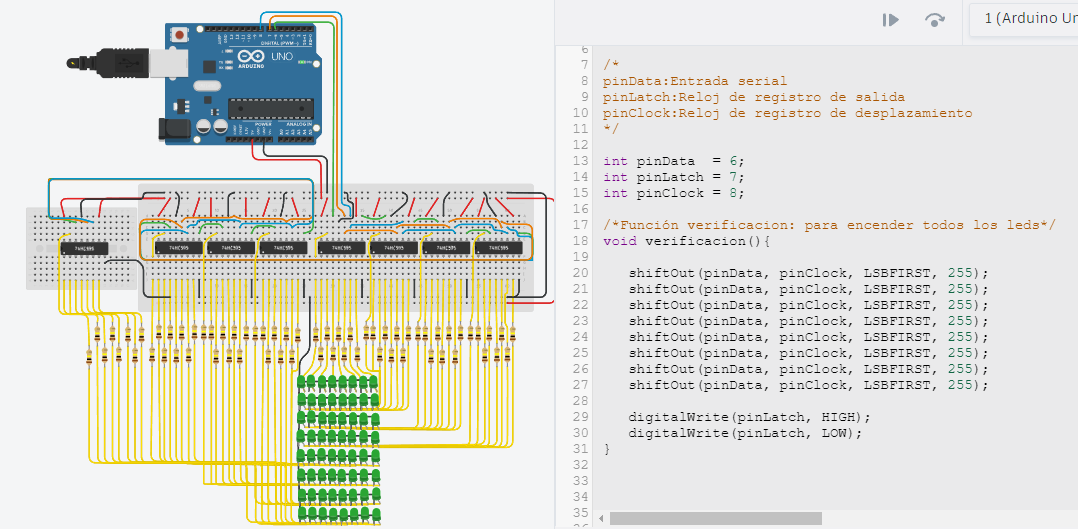 1 (Arduino Un
DIGITAL (PWM~)
UNO
ARDUINO
POWER
ANALOG IN
74HC595
74HC595
74HC595
74HC595
74HC595
74HC595
74HC595
6
7 /*
8 pinData:Entrada serial
9 pinLatch:Reloj de registro de salida
10 pinClock:Reloj de registro de desplazamiento
11 */
12
13 int pinData  = 6;
14 int pinLatch = 7;
15 int pinClock = 8;
16
17 /*Función verificacion: para encender todos los leds*/
18 void verificacion(){
19
20 shiftOut(pinData, pinClock, LSBFIRST, 255);
21 shiftOut(pinData, pinClock, LSBFIRST, 255);
22 shiftOut(pinData, pinClock, LSBFIRST, 255);
23 shiftOut(pinData, pinClock, LSBFIRST, 255);
24 shiftOut(pinData, pinClock, LSBFIRST, 255);
25 shiftOut(pinData, pinClock, LSBFIRST, 255);
26 shiftOut(pinData, pinClock, LSBFIRST, 255);
27 shiftOut(pinData, pinClock, LSBFIRST, 255);
28
29 digitalWrite(pinLatch, HIGH);
30 digitalWrite(pinLatch, LOW);
31 }
32
33
34
35